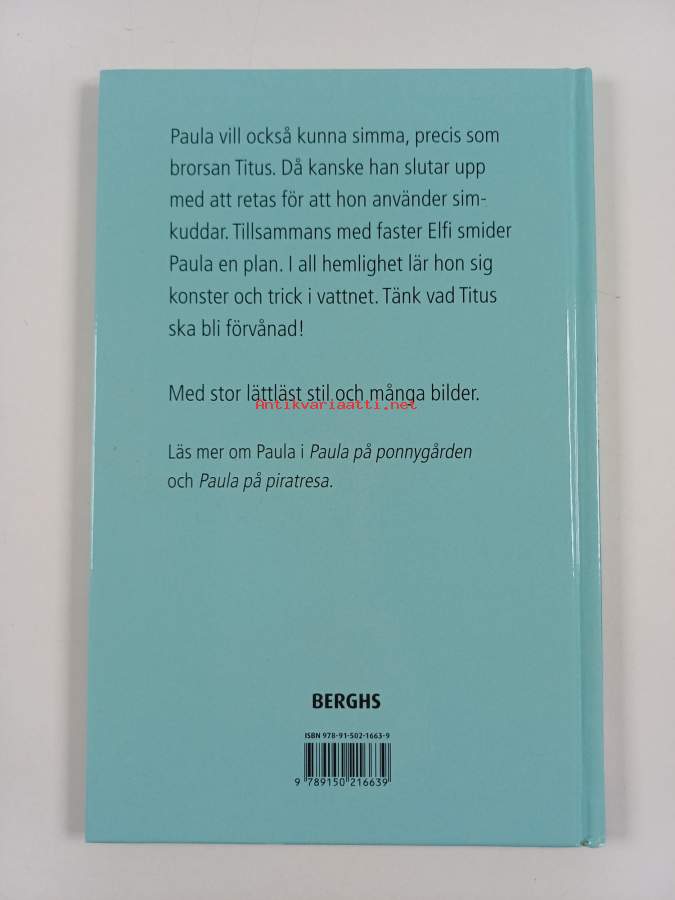 Paula vill också kunna simma, precis som
brorsan Titus. Då kanske han slutar upp
med att retas för att hon använder sim-
kuddar. Tillsammans med faster Elfi smider
Paula en plan. I all hemlighet lär hon sig
konster och trick i vattnet. Tänk vad Titus
ska bli förvånad!
Med stor lättläst stil och många bilder.
Antikvariaatti.net
Läs mer om Paula i Paula på ponnygården
och Paula på piratresa.
BERGHS
ISBN 978-91-502-1663-9
9 789150 216639